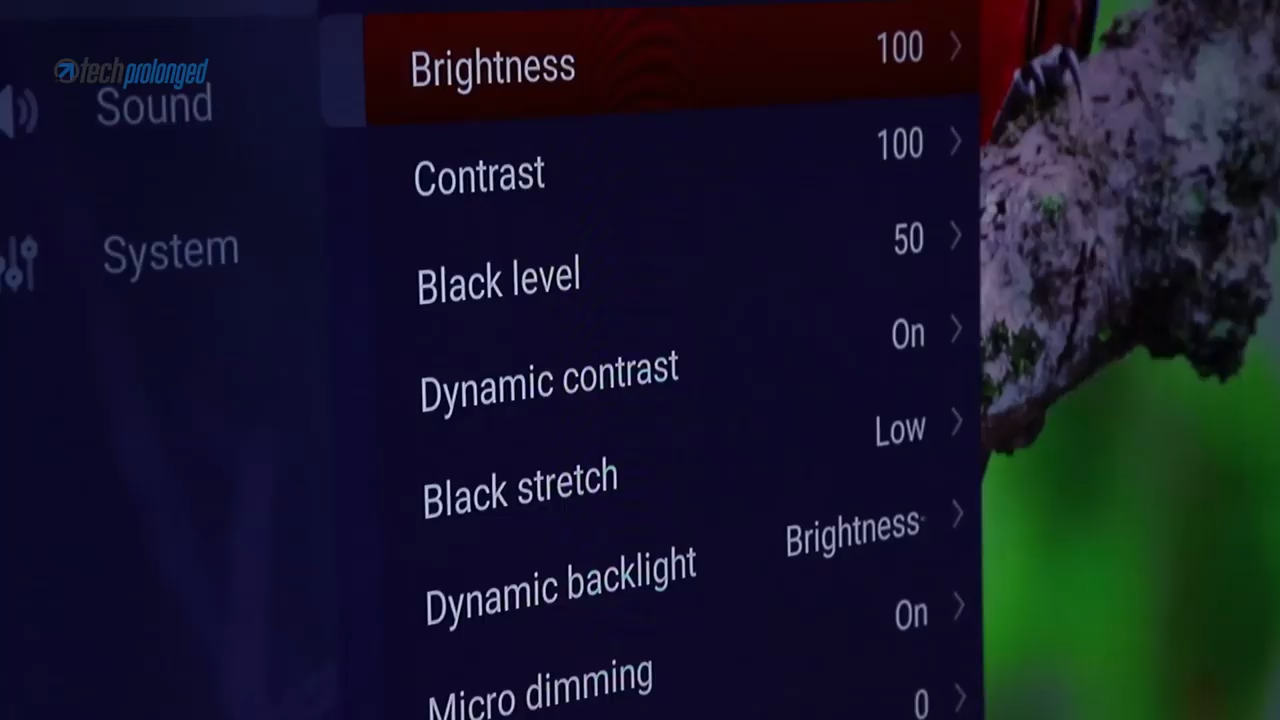 techprolonged
Sound
System
Brightness 100
Contrast 100
Black level 50
Dynamic contrast On
Black stretch Low
Dynamic backlight Brightness
Micro dimming On
0